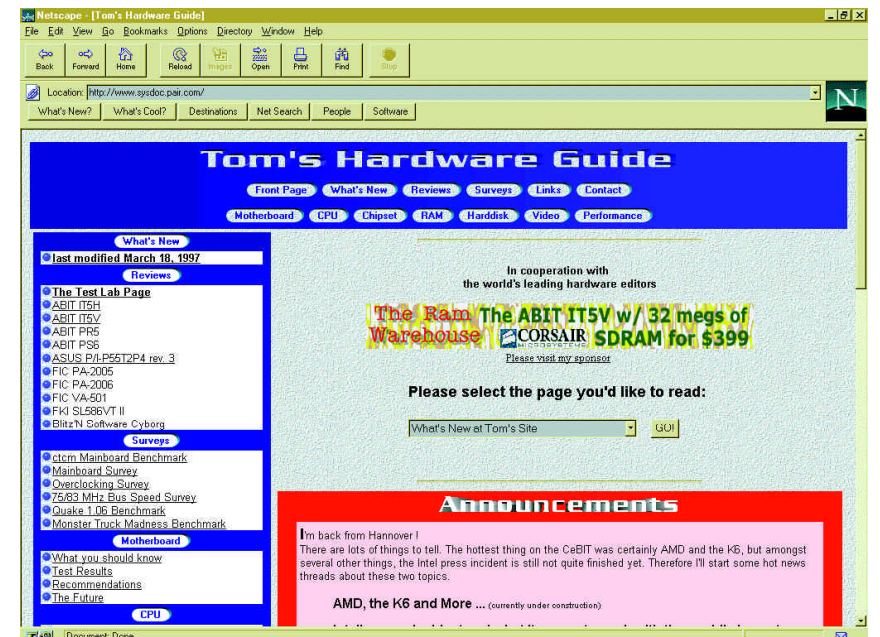 Netscape - [Tom's Hardware Guide]
File Edit View Go Bookmarks Options Directory Window Help
Back Forward Home Reload Images Open Print Find Stop
Location: http://www.sysdoc.pair.com/
N
What's New? What's Cool? Destinations Net Search People Software
Tom's Hardware Guide
Front Page What's New Reviews Surveys Links Contact
Motherboard CPU Chipset RAM Harddisk Video Performance
What's New
last modified March 18, 1997
Reviews
The Test Lab Page
ABIT IT5H
ABIT IT5V
ABIT PR5
ABIT PS6
ASUS P/I-P55T2P4 rev. 3
FIC PA-2005
FIC PA-2006
FIC VA-501
FKI SL586VT II
Blitz'N Software Cyborg
Surveys
ctcm Mainboard Benchmark
Mainboard Survey
Overclocking Survey
75/83 MHz Bus Speed Survey
Quake 1.06 Benchmark
Monster Truck Madness Benchmark
Motherboard
What you should know
Test Results
Recommendations
The Future
CPU
In cooperation with
the world's leading hardware editors
The Ram Warehouse
The ABIT IT5V w/ 32 megs of
CORSAIR MICROSYSTEMS SDRAM for $399
Please visit my sponsor
Please select the page you'd like to read:
What's New at Tom's Site GO!
Announcements
I'm back from Hannover !
There are lots of things to tell. The hottest thing on the CeBIT was certainly AMD and the K6, but amongst
several other things, the Intel press incident is still not quite finished yet. Therefore I'll start some hot news
threads about these two topics.
AMD, the K6 and More ... (currently under construction)
Document: Done